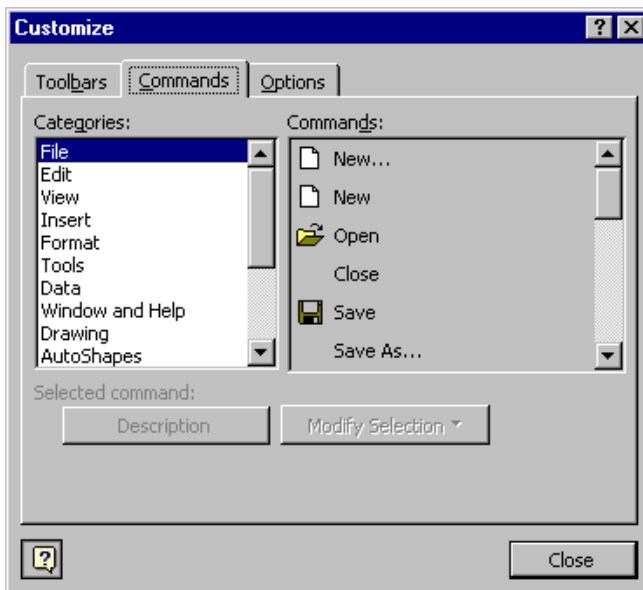 Customize
Toolbars Commands Options
Categories:
File
Edit
View
Insert
Format
Tools
Data
Window and Help
Drawing
AutoShapes
Commands:
New...
New
Open
Close
Save
Save As...
Selected command:
Description Modify Selection
Close